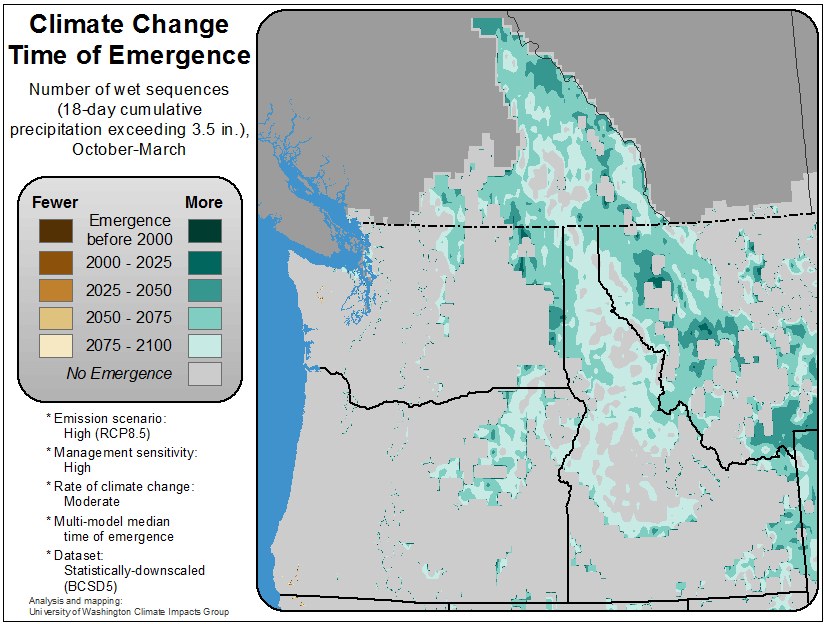 Climate Change
Time of Emergence
Number of wet sequences
(18-day cumulative
precipitation exceeding 3.5 in.),
October-March
Fewer More
Emergence
before 2000
2000 - 2025
2025 - 2050
2050 - 2075
2075 - 2100
No Emergence
* Emission scenario:
High (RCP8.5)
* Management sensitivity:
High
* Rate of climate change:
Moderate
* Multi-model median
time of emergence
* Dataset:
Statistically-downscaled
(BCSD5)
Analysis and mapping:
University of Washington Climate Impacts Group